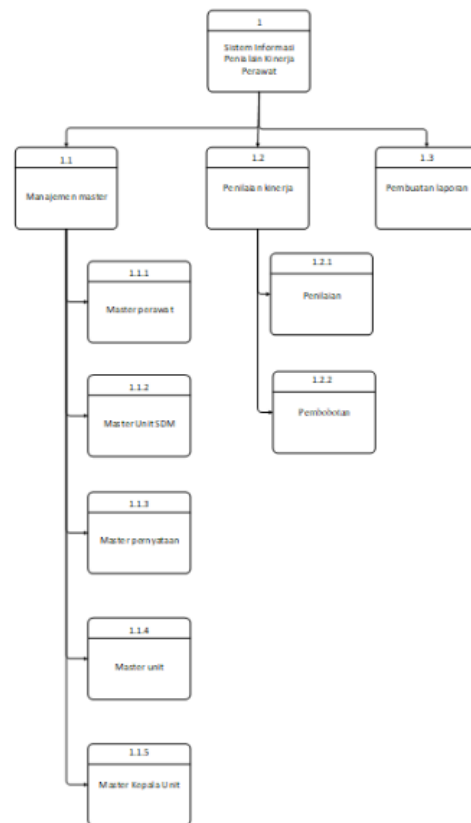 1
Sistem Informasi
Penialain Kinerja
Perawat
1.1
Manajemen master
1.2
Penilaian kinerja
1.3
Pembuatan laporan
1.1.1
Master perawat
1.1.2
Master Unit SDM
1.1.3
Master pernyataan
1.1.4
Master unit
1.1.5
Master Kepala Unit
1.2.1
Penilaian
1.2.2
Pembobotan